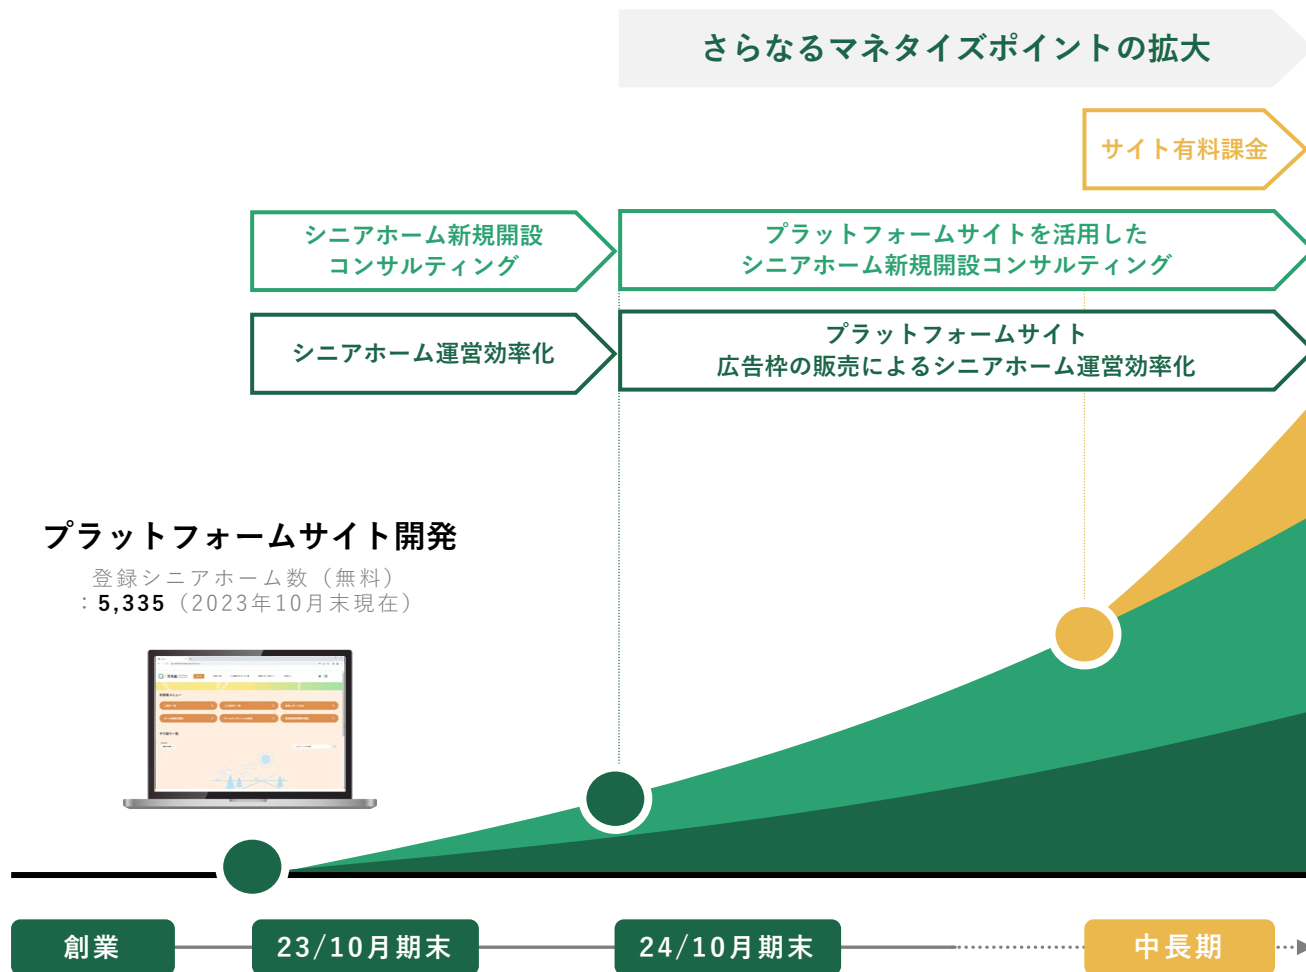 さらなるマネタイズポイントの拡大
サイト有料課金
シニアホーム新規開設
コンサルティング
プラットフォームサイトを活用した
シニアホーム新規開設コンサルティング
シニアホーム運営効率化
プラットフォームサイト
広告枠の販売によるシニアホーム運営効率化
プラットフォームサイト開発
登録シニアホーム数（無料）
：5,335（2023年10月末現在）
創業
23/10月期末
24/10月期末
中長期